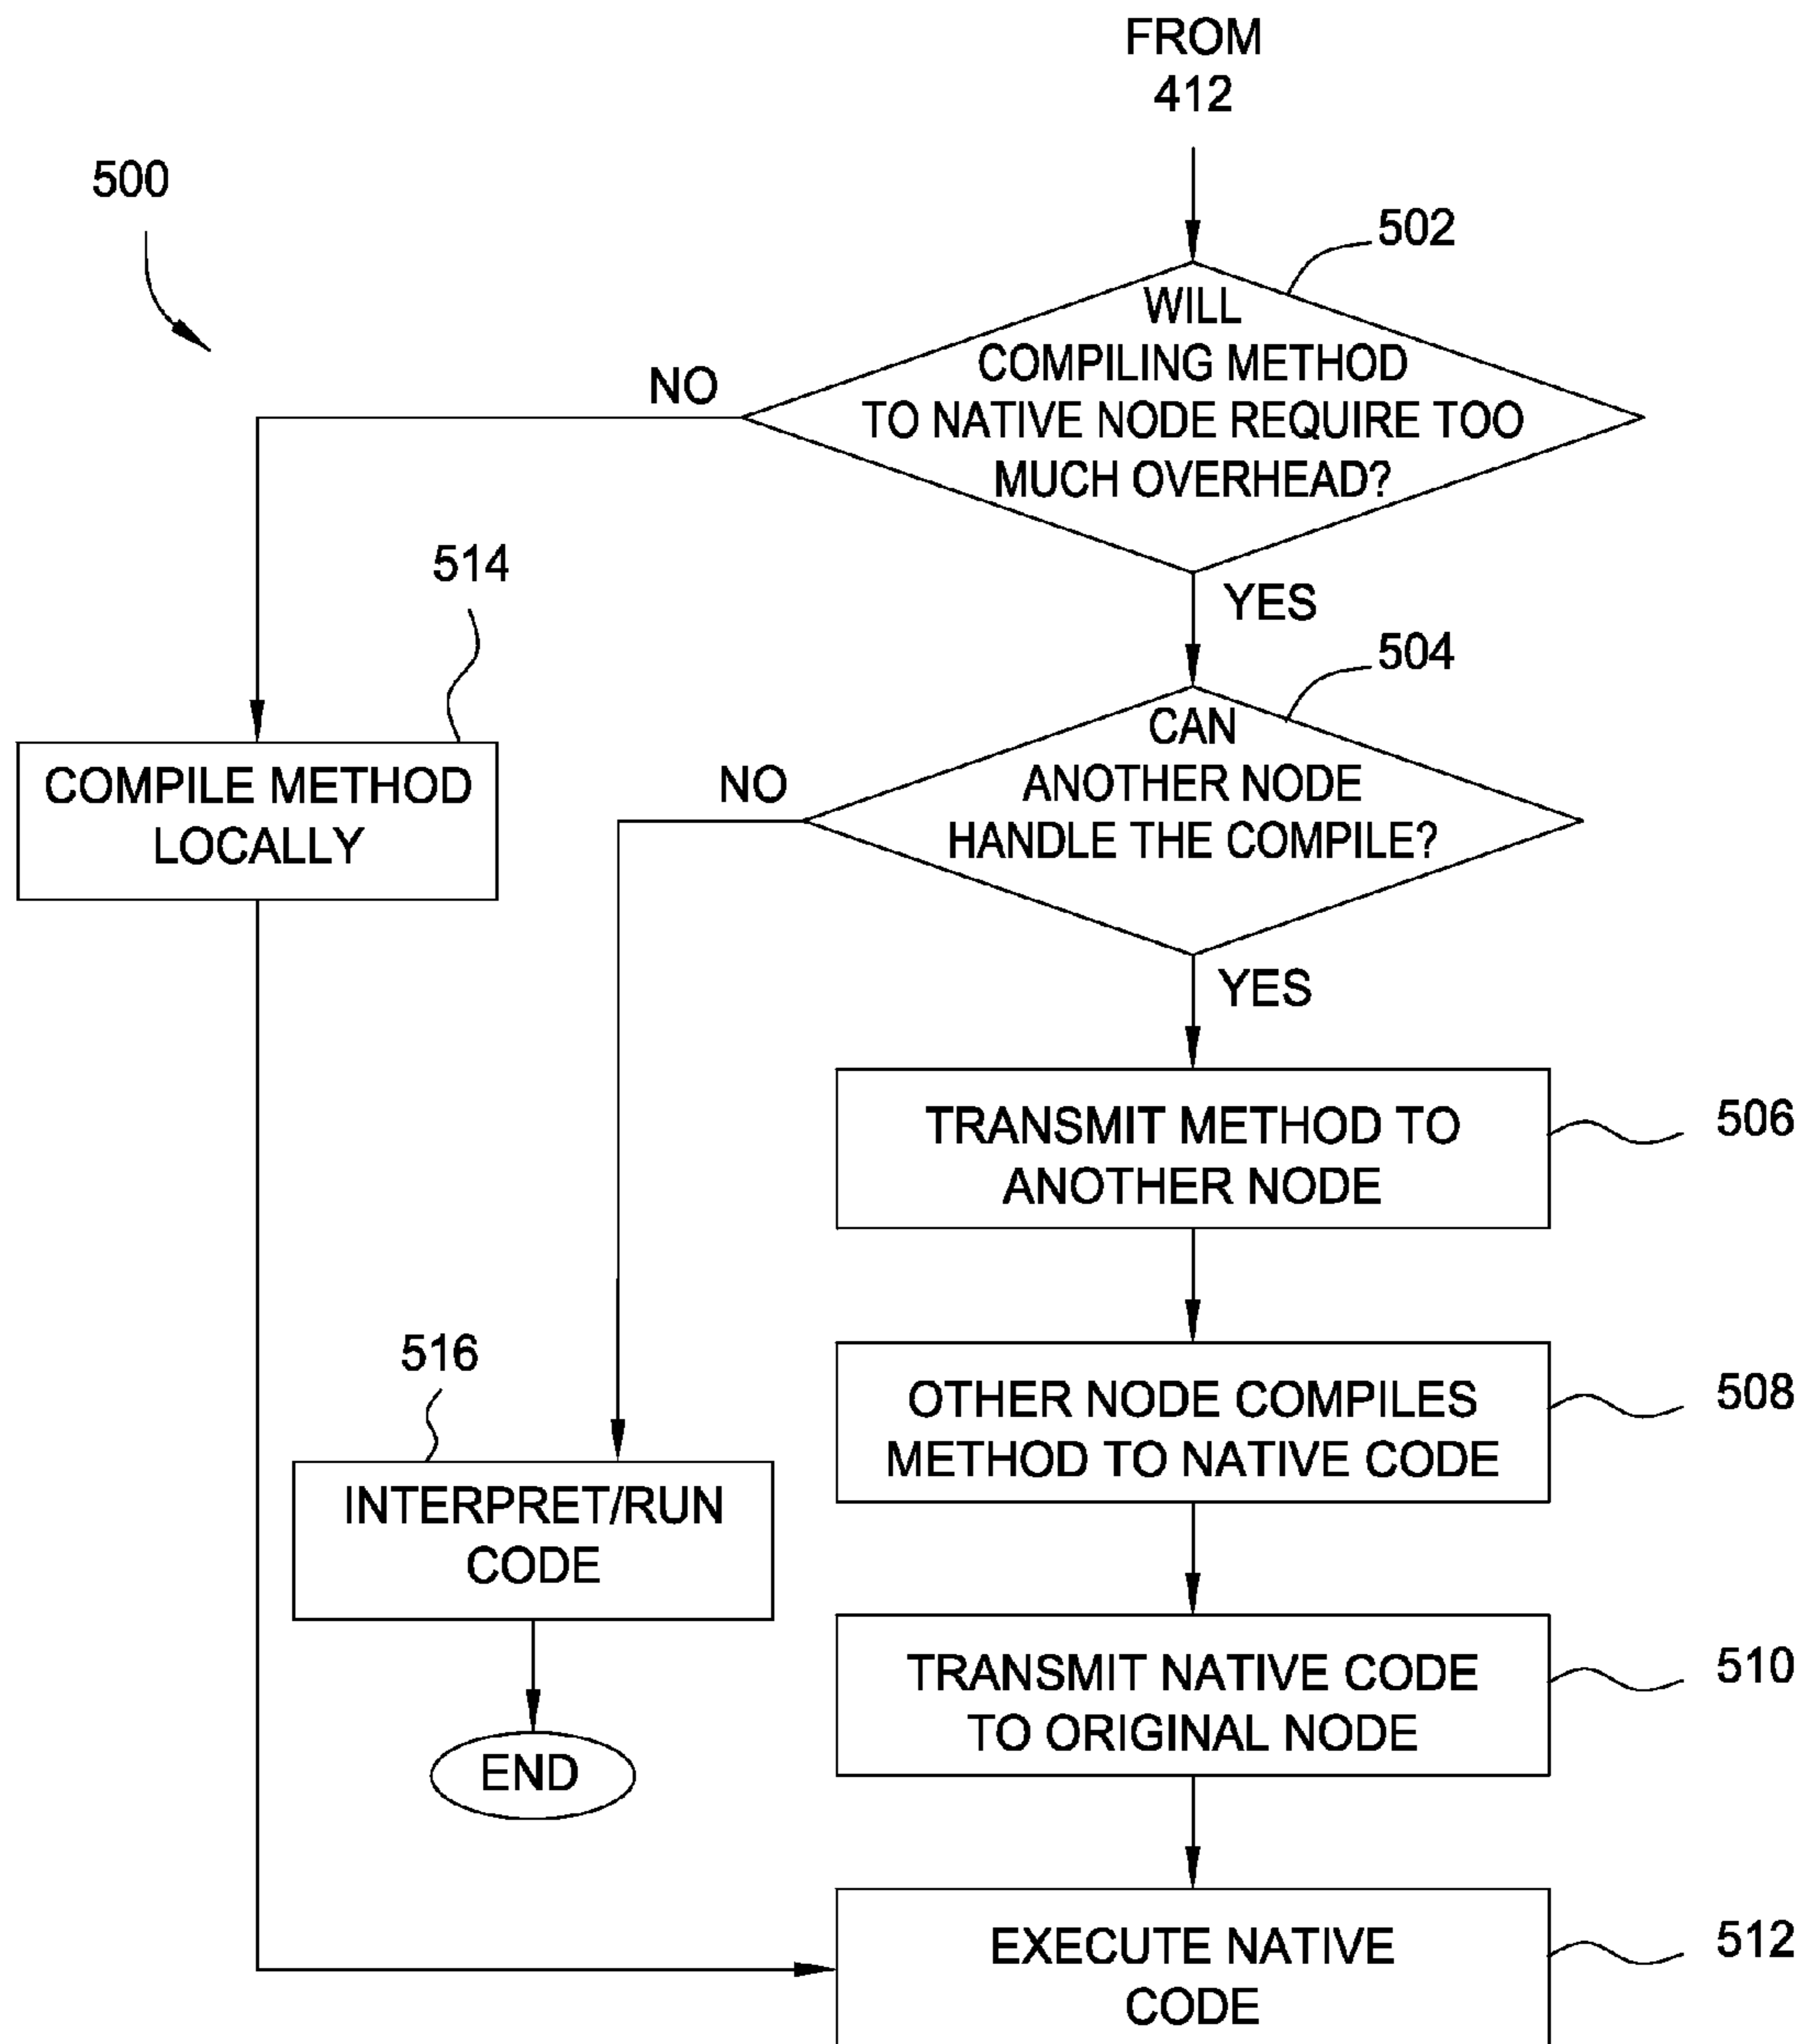 FROM
412
500
502
WILL
COMPILING METHOD
TO NATIVE NODE REQUIRE TOO
MUCH OVERHEAD?
NO
YES
514
504
COMPILE METHOD
LOCALLY
CAN
ANOTHER NODE
HANDLE THE COMPILE?
NO
YES
TRANSMIT METHOD TO
ANOTHER NODE
506
516
OTHER NODE COMPILES
METHOD TO NATIVE CODE
508
INTERPRET/RUN
CODE
TRANSMIT NATIVE CODE
TO ORIGINAL NODE
510
END
EXECUTE NATIVE
CODE
512